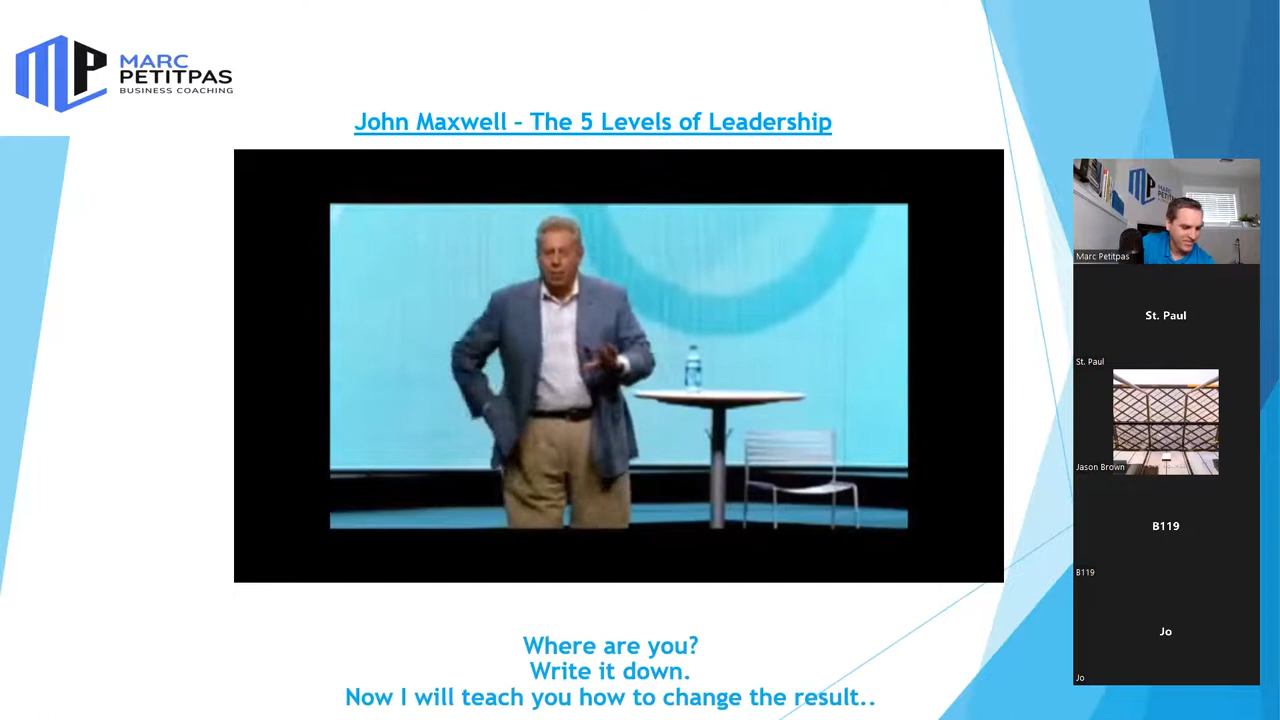 MARC
PETITPAS
BUSINESS COACHING
John Maxwell – The 5 Levels of Leadership
MARC
Marc Petitpas
St. Paul
St. Paul
Jason Brown
B119
B119
Jo
Jo
Where are you?
Write it down.
Now I will teach you how to change the result..